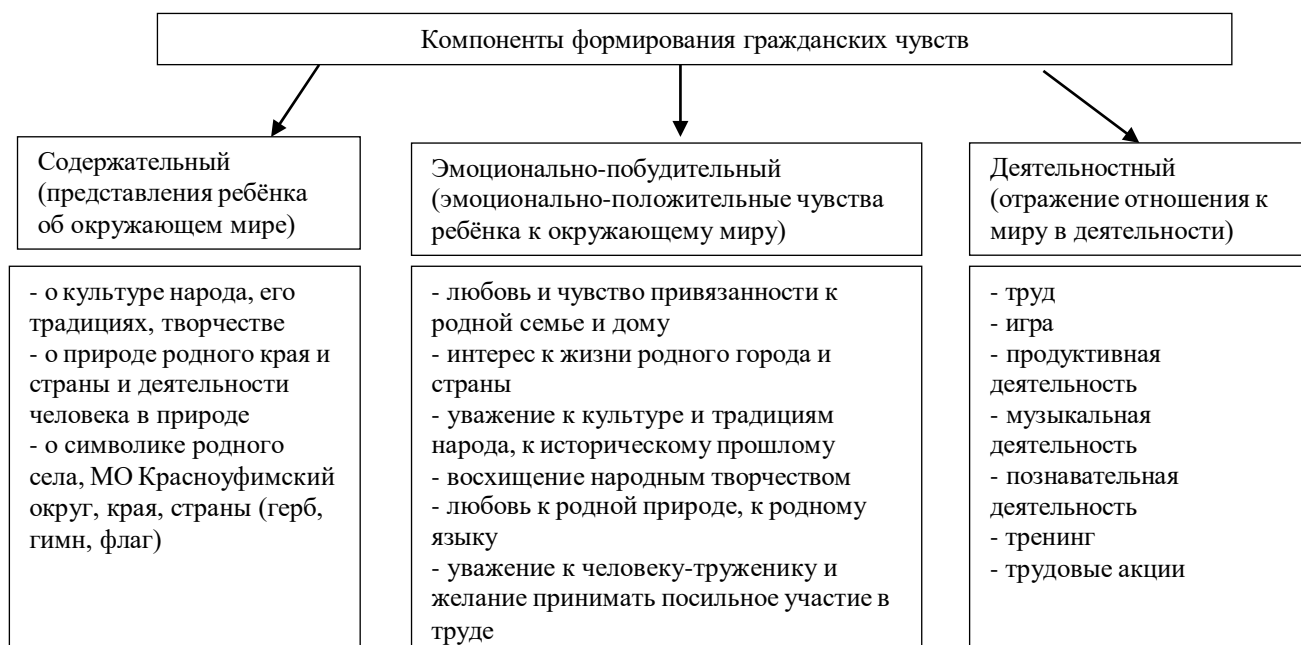 Компоненты формирования гражданских чувств
Содержательный
(представления ребёнка
об окружающем мире)
- о культуре народа, его
традициях, творчестве
- о природе родного края и
страны и деятельности
человека в природе
- о символике родного
села, МО Красноуфимский
округ, края, страны (герб,
гимн, флаг)
Эмоционально-побудительный
(эмоционально-положительные чувства
ребёнка к окружающему миру)
- любовь и чувство привязанности к
родной семье и дому
- интерес к жизни родного города и
страны
- уважение к культуре и традициям
народа, к историческому прошлому
- восхищение народным творчеством
- любовь к родной природе, к родному
языку
- уважение к человеку-труженику и
желание принимать посильное участие в
труде
Деятельностный
(отражение отношения к
миру в деятельности)
- труд
- игра
- продуктивная
деятельность
- музыкальная
деятельность
- познавательная
деятельность
- тренинг
- трудовые акции